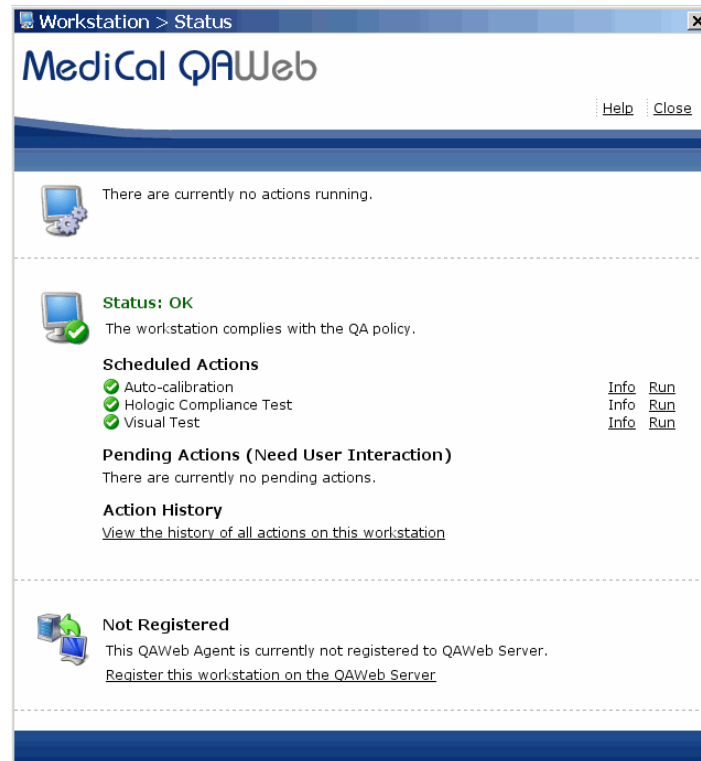 Workstation > Status
MediCal QAWeb
Help Close
There are currently no actions running.
Status: OK
The workstation complies with the QA policy.
Scheduled Actions
Auto-calibration Info Run
Hologic Compliance Test Info Run
Visual Test Info Run
Pending Actions (Need User Interaction)
There are currently no pending actions.
Action History
View the history of all actions on this workstation
Not Registered
This QAWeb Agent is currently not registered to QAWeb Server.
Register this workstation on the QAWeb Server